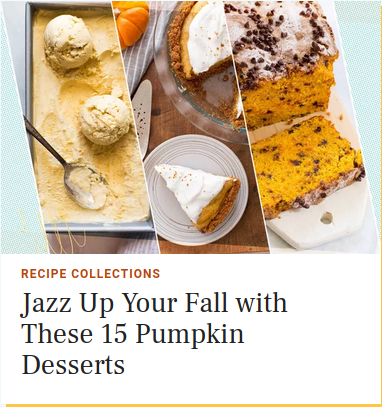 RECIPE COLLECTIONS
Jazz Up Your Fall with
These 15 Pumpkin
Desserts